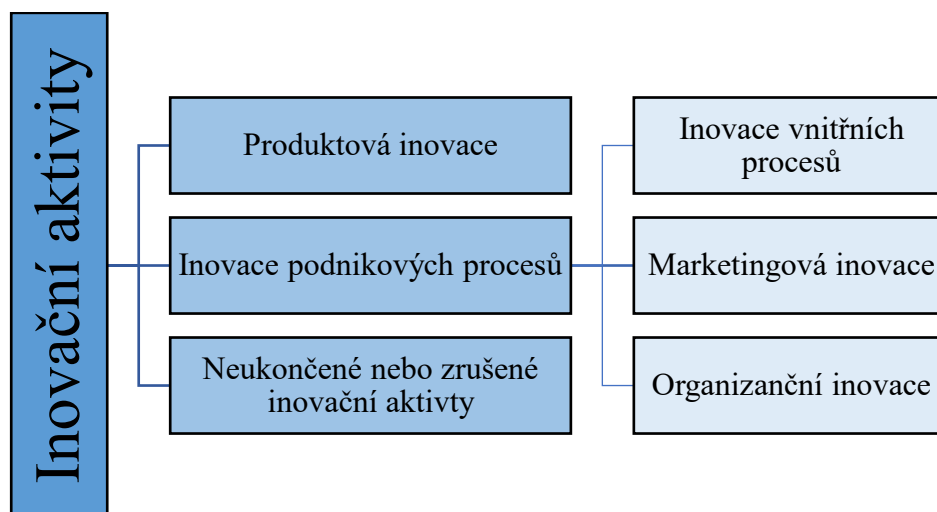 Inovační aktivity
Produktová inovace
Inovace podnikových procesů
Neukončené nebo zrušené
inovační aktivty
Inovace vnitřních
procesů
Marketingová inovace
Organizanční inovace